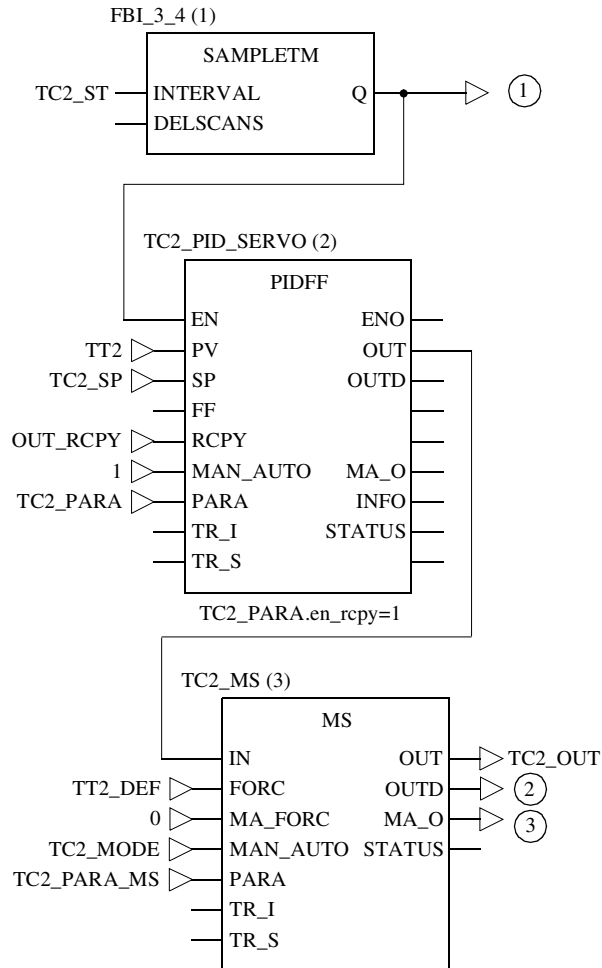 FBI_3_4 (1)
SAMPLETM
TC2_ST INTERVAL Q 1
DELSCANS
TC2_PID_SERVO (2)
PIDFF
EN ENO
TT2 PV OUT
TC2_SP SP OUTD
FF
OUT_RCPY RCPY
1 MAN_AUTO MA_O
TC2_PARA PARA INFO
TR_I STATUS
TR_S
TC2_PARA.en_rcpy=1
TC2_MS (3)
MS
IN OUT TC2_OUT
TT2_DEF FORC OUTD 2
0 MA_FORC MA_O 3
TC2_MODE MAN_AUTO STATUS
TC2_PARA_MS PARA
TR_I
TR_S